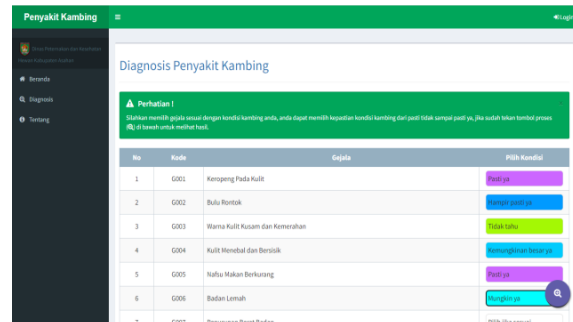 Penyakit Kambing
Login
Beranda
Diagnosis
Tentang
Diagnosis Penyakit Kambing
Perhatian !
Silahkan memilih gejala sesuai dengan kondisi kambing anda, anda dapat memilih kepastian kondisi kambing dari pasti tidak sampai pasti ya, jika sudah tekan tombol proses
di bawah untuk melihat hasil.
No Kode Gejala Pilih Kondisi
1 G001 Keropeng Pada Kulit Pasti ya
2 G002 Bulu Rontok Hampir pasti ya
3 G003 Warna Kulit Kusam dan Kemerahan Tidak tahu
4 G004 Kulit Menebal dan Bersisik Kemungkinan besar ya
5 G005 Nafsu Makan Berkurang Pasti ya
6 G006 Badan Lemah Mungkin ya